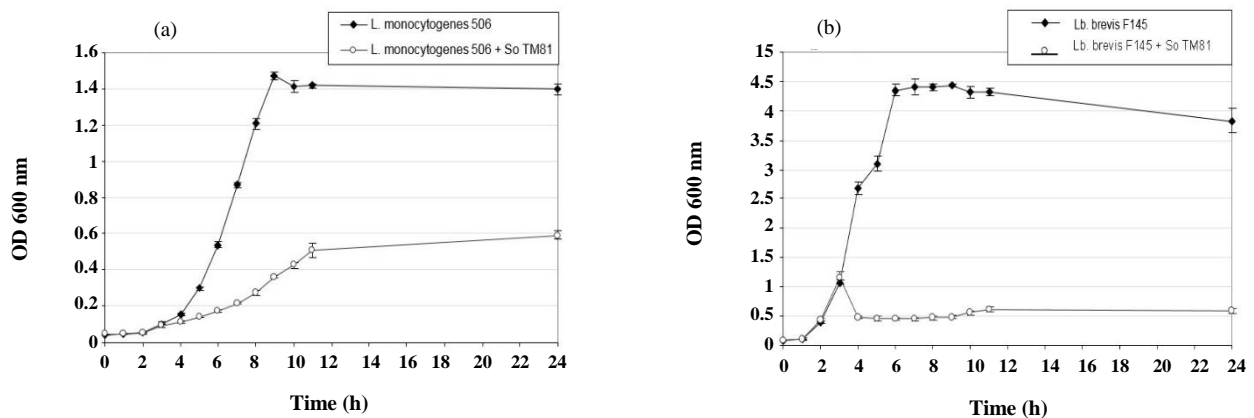 (a)
L. monocytogenes 506
L. monocytogenes 506 + So TM81
1.6
1.4
1.2
1
0.8
0.6
0.4
0.2
0
0 2 4 6 8 10 12 14 16 18 20 22 24
OD 600 nm
Time (h)
(b)
Lb. brevis F145
Lb. brevis F145 + So TM81
15
4.5
4
3.5
3
2.5
2
1.5
1
0.5
0
0 2 4 6 8 10 12 14 16 18 20 22 24
OD 600 nm
Time (h)